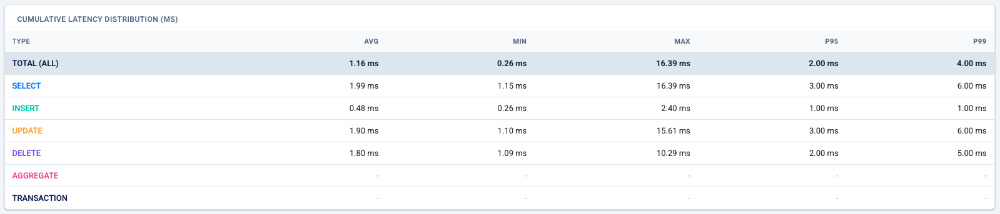 CUMULATIVE LATENCY DISTRIBUTION (MS)
TYPE AVG MIN MAX P95 P99
TOTAL (ALL) 1.16 ms 0.26 ms 16.39 ms 2.00 ms 4.00 ms
SELECT 1.99 ms 1.15 ms 16.39 ms 3.00 ms 6.00 ms
INSERT 0.48 ms 0.26 ms 2.40 ms 1.00 ms 1.00 ms
UPDATE 1.90 ms 1.10 ms 15.61 ms 3.00 ms 6.00 ms
DELETE 1.80 ms 1.09 ms 10.29 ms 2.00 ms 5.00 ms
AGGREGATE - - - - -
TRANSACTION - - - - -